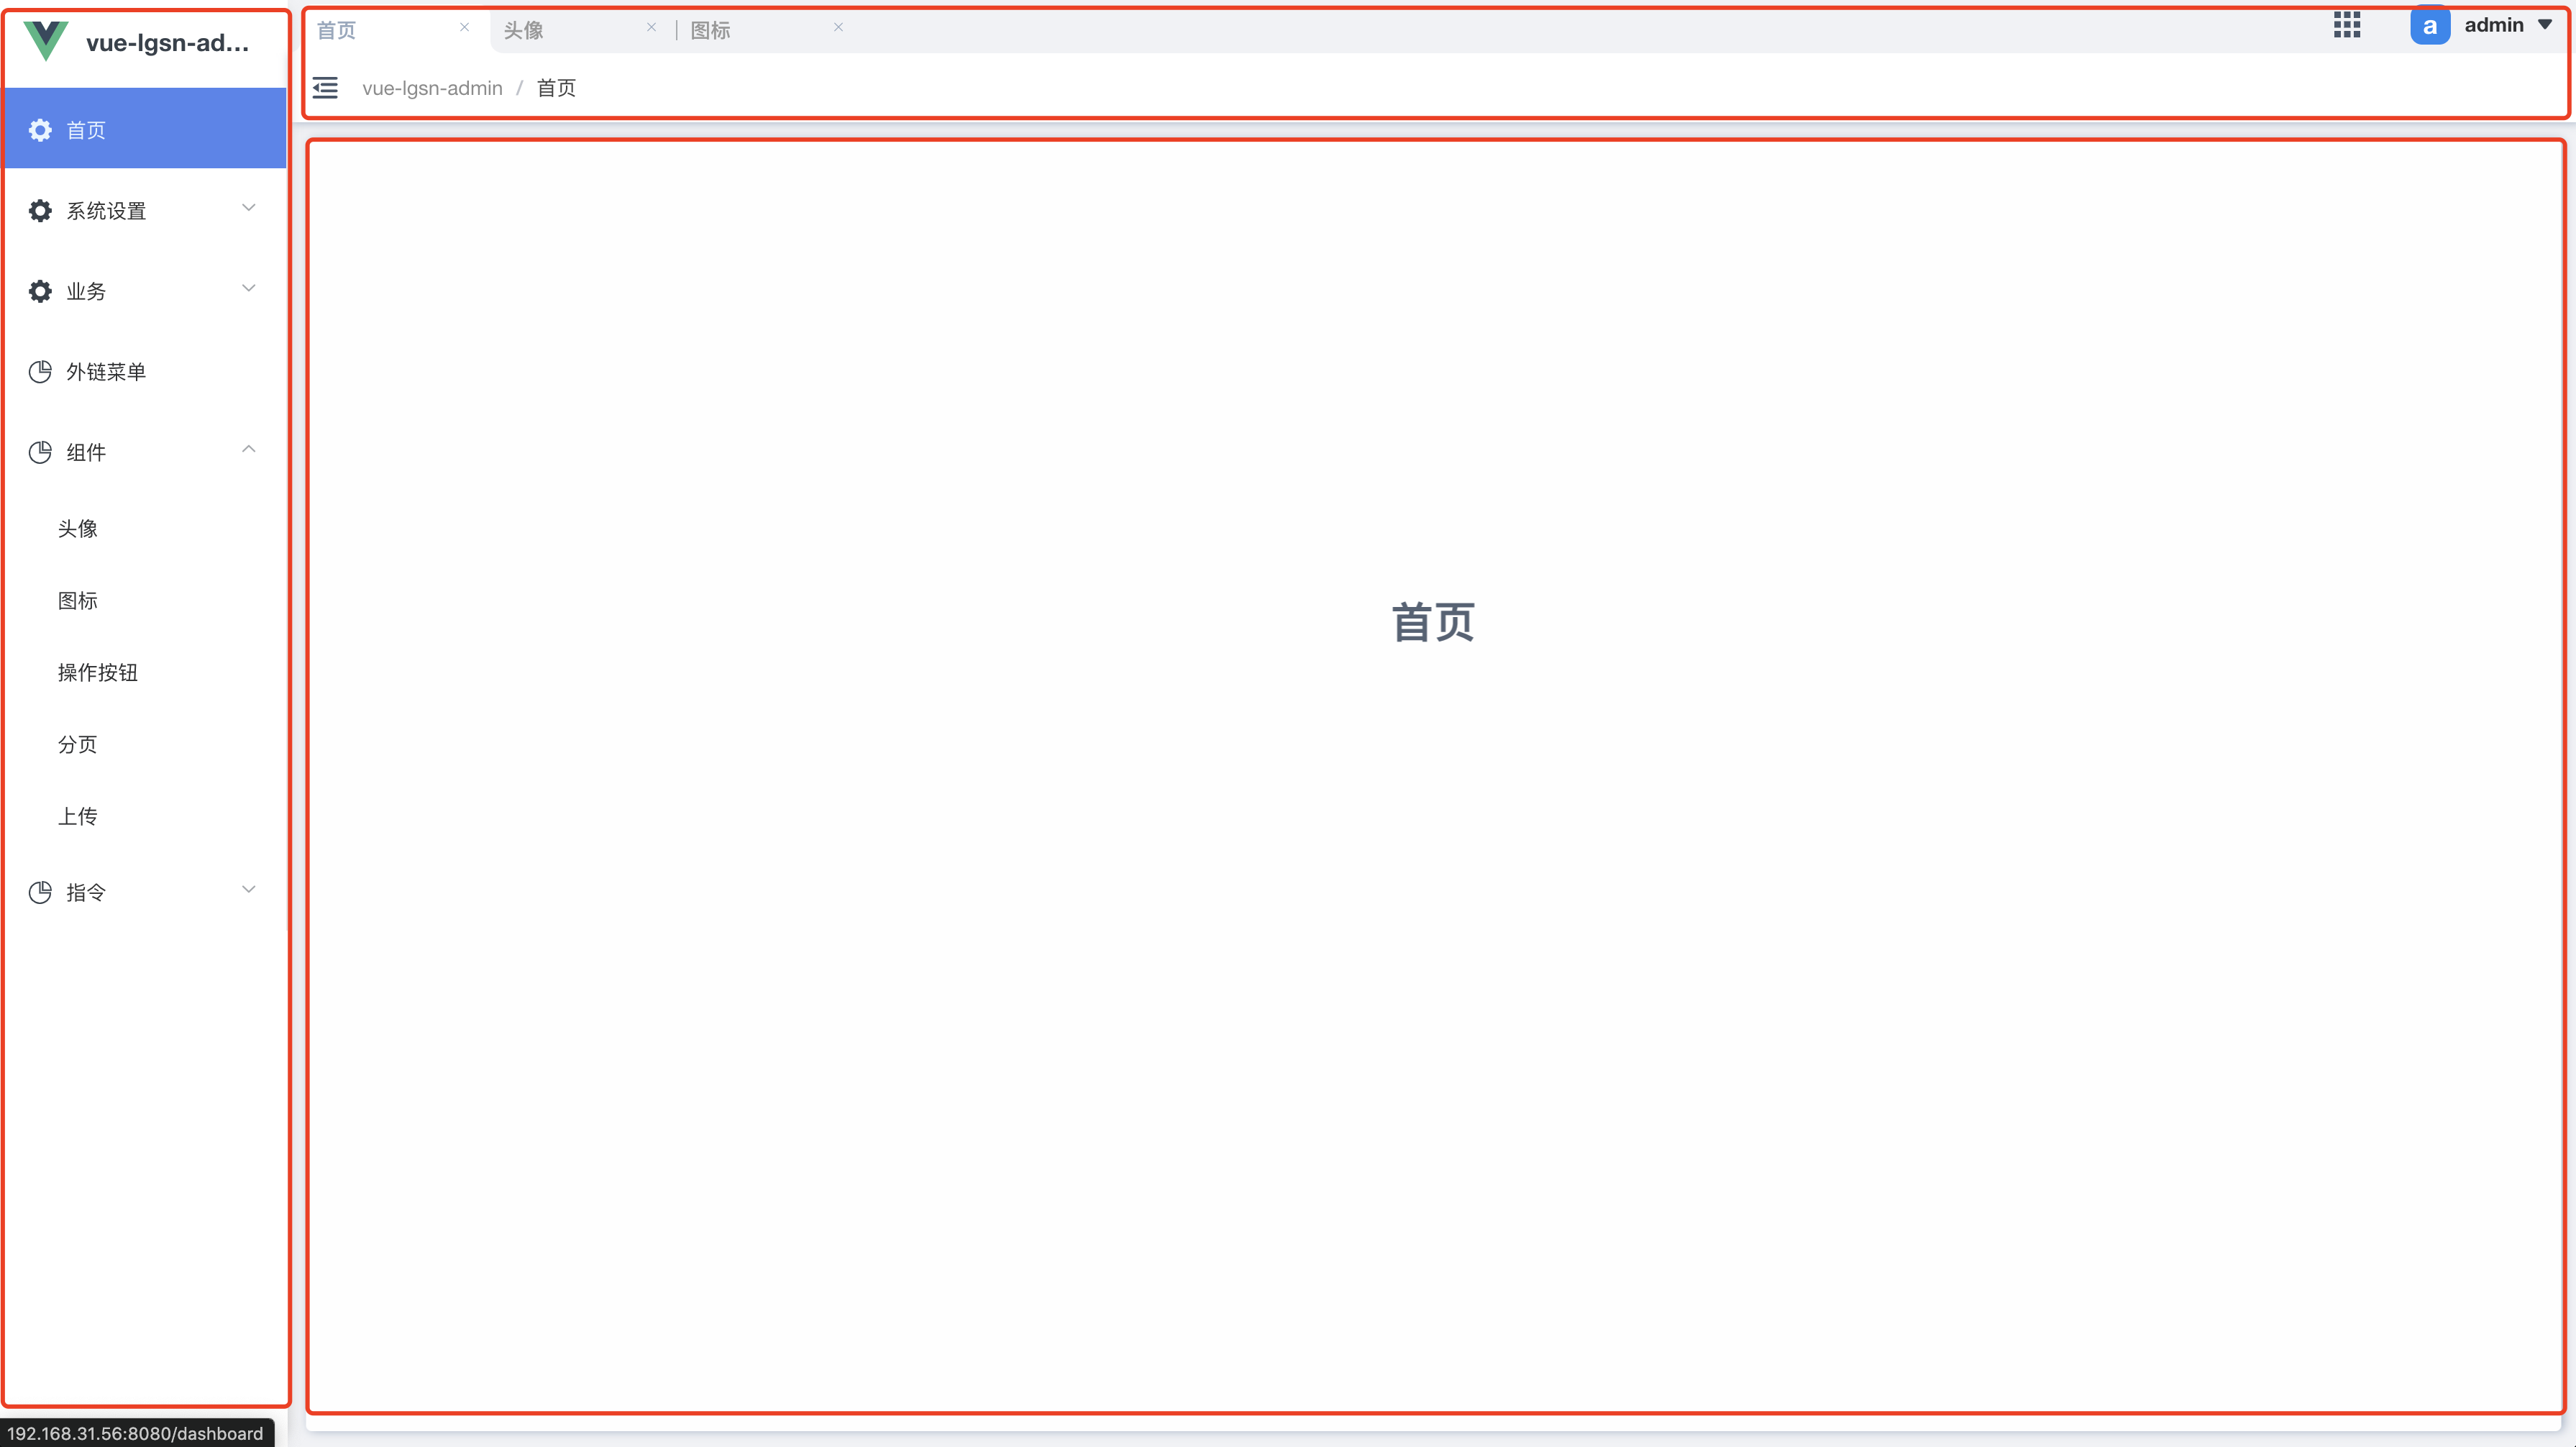 vue-lgsn-ad...
首页
系统设置
业务
外链菜单
组件
头像
图标
操作按钮
分页
上传
指令
首页 × 头像 × | 图标 ×
a admin
vue-lgsn-admin / 首页
首页
192.168.31.56:8080/dashboard